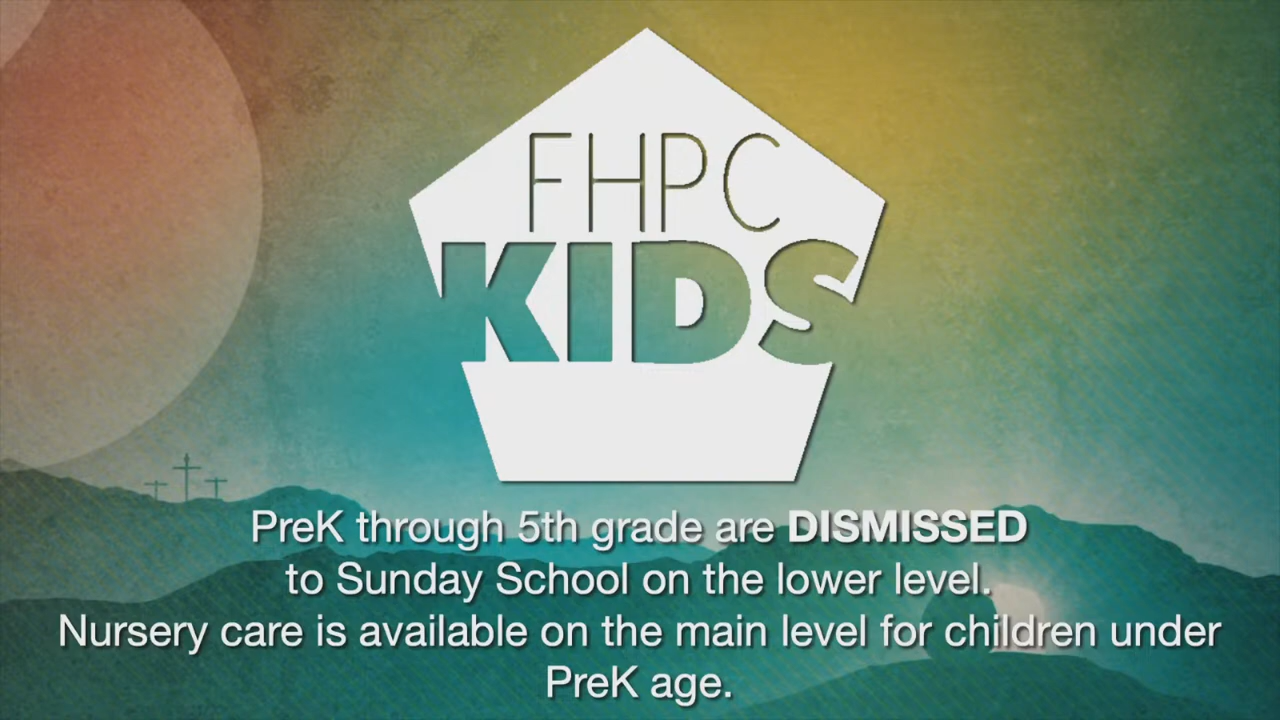 FHPC
KIDS
PreK through 5th grade are DISMISSED
to Sunday School on the lower level.
Nursery care is available on the main level for children under
PreK age.